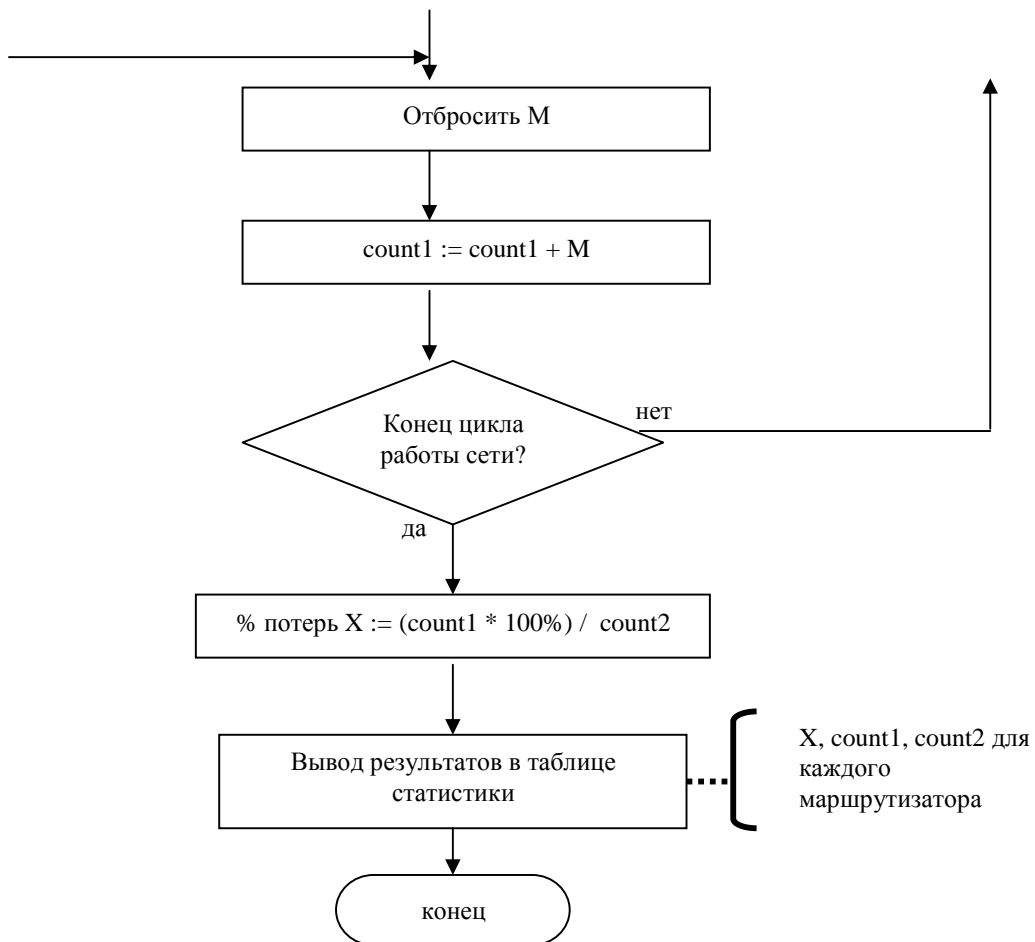 Отбросить M
count1 := count1 + M
Конец цикла
работы сети?
нет
да
% потерь X := (count1 * 100%) / count2
Вывод результатов в таблице
статистики
X, count1, count2 для
каждого
маршрутизатора
конец